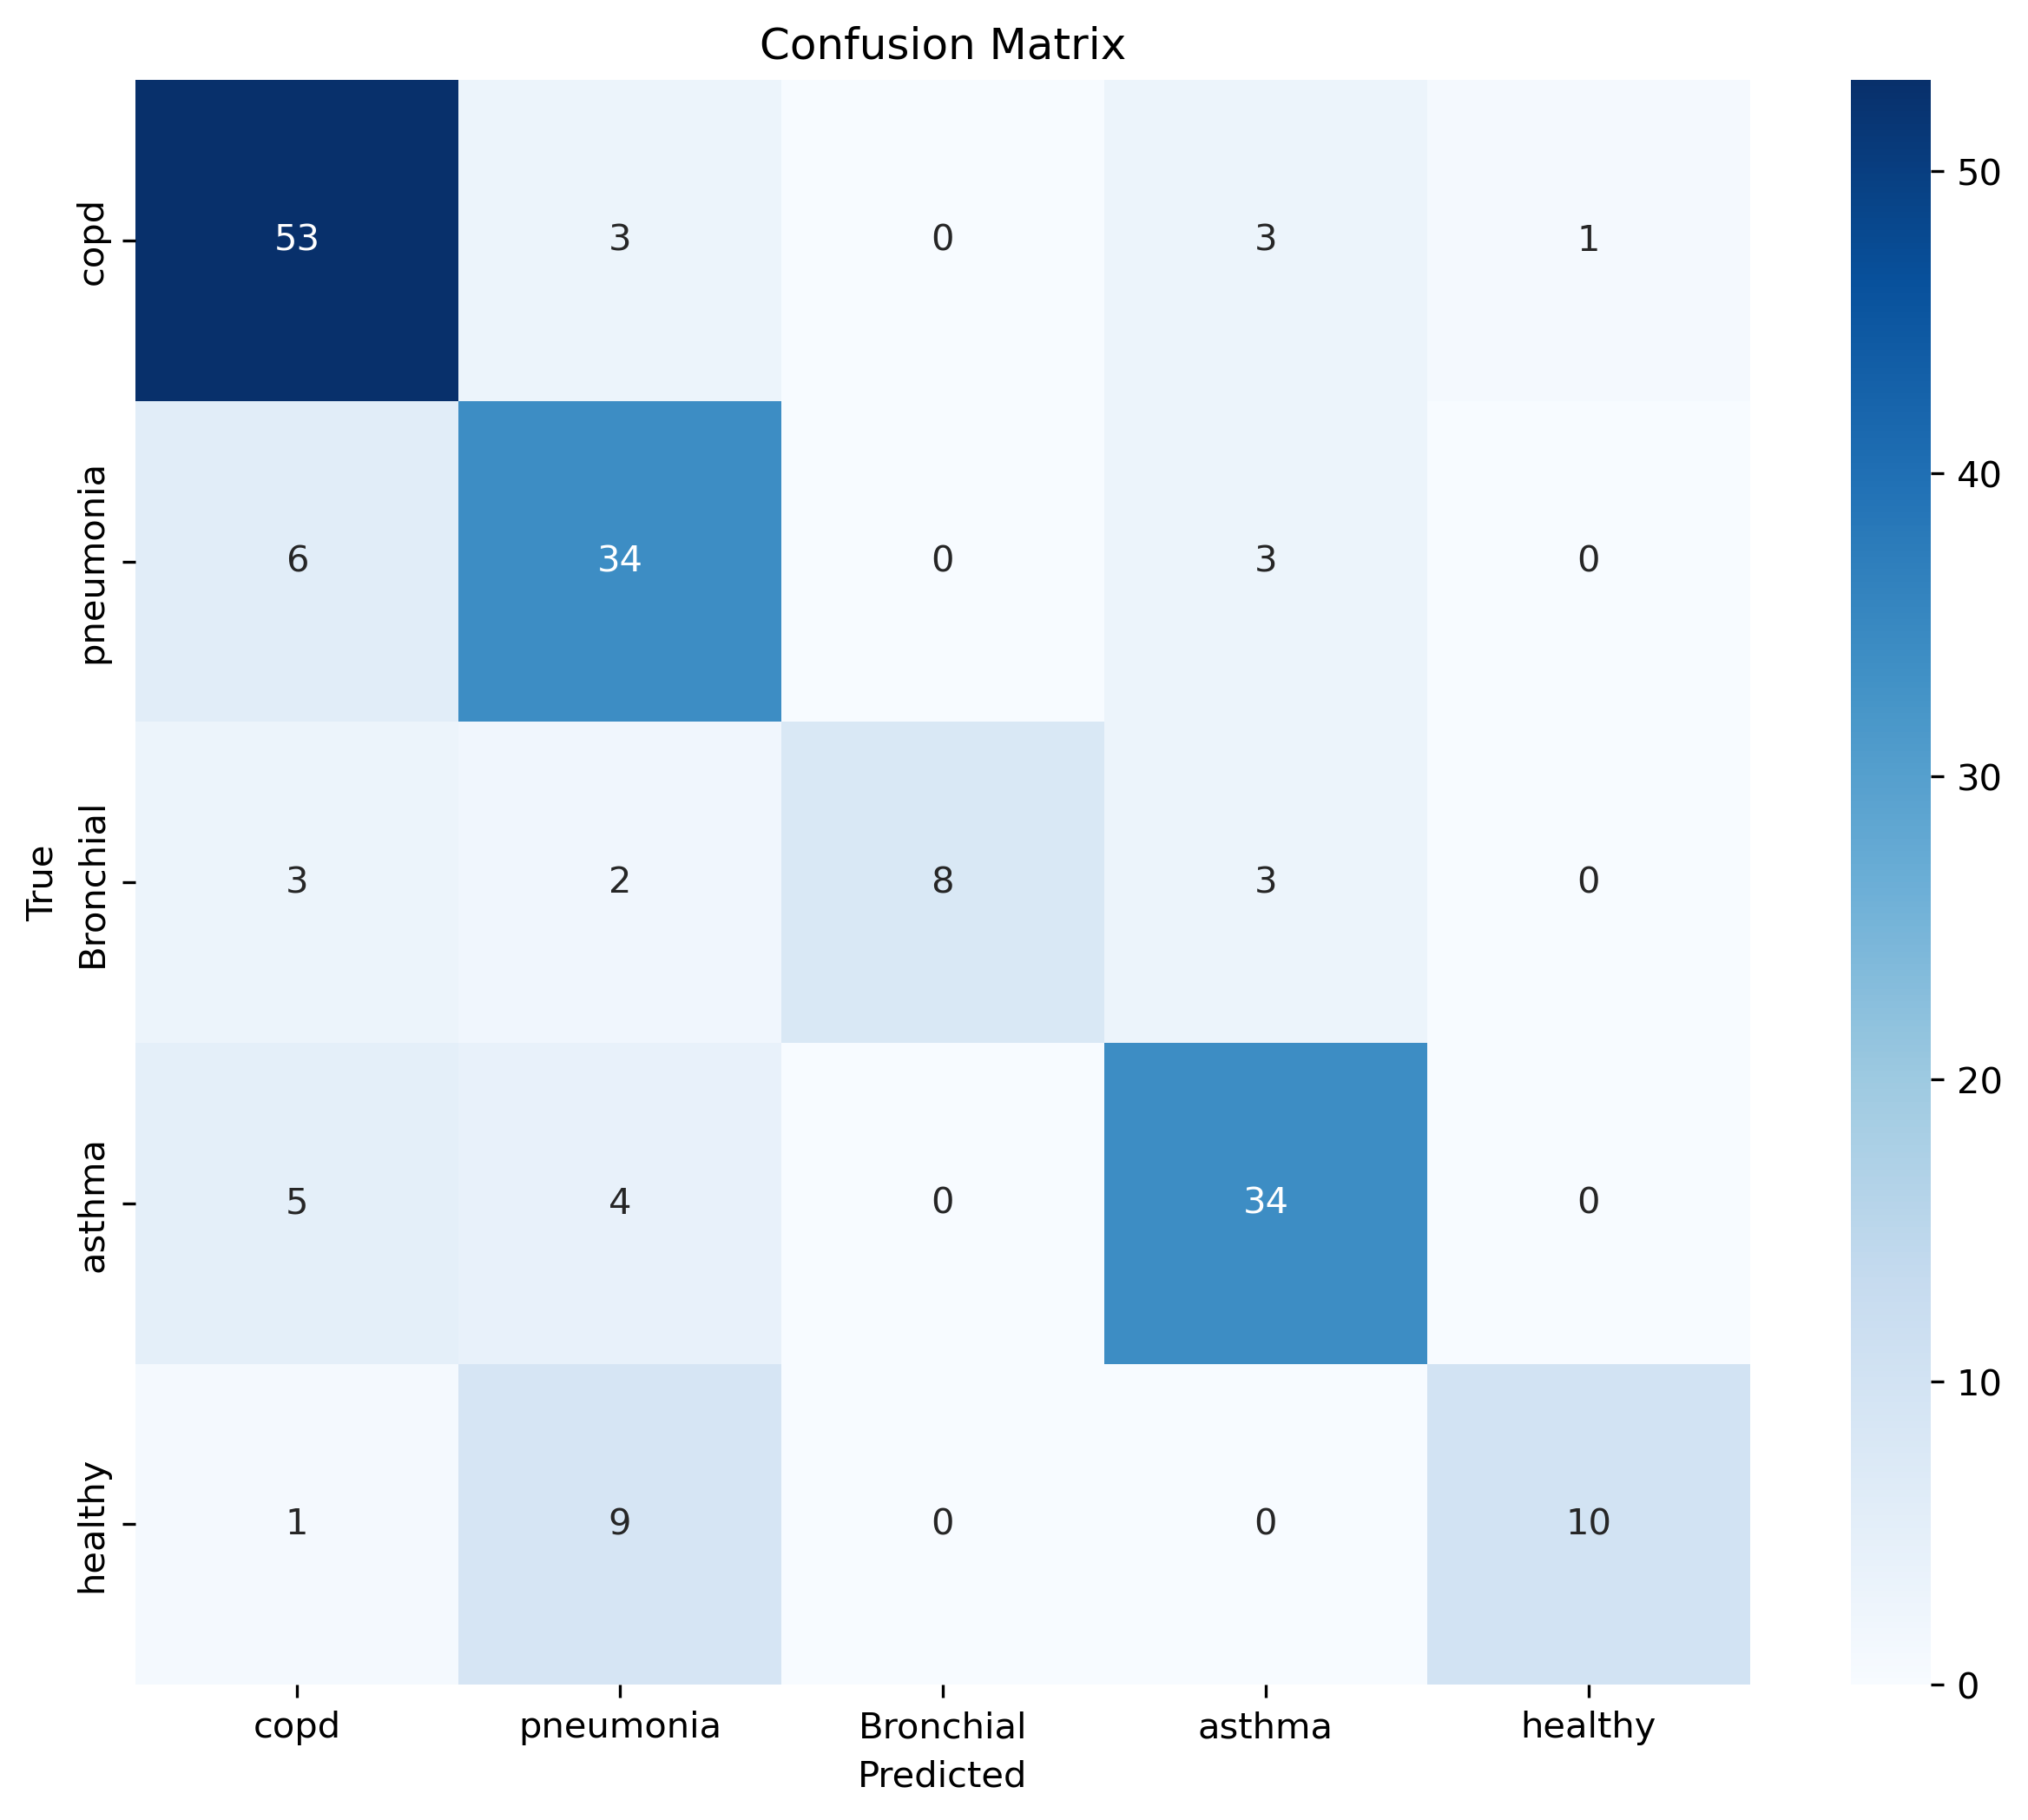 Confusion Matrix
True
copd
53 3 0 3 1
pneumonia
6 34 0 3 0
Bronchial
3 2 8 3 0
asthma
5 4 0 34 0
healthy
1 9 0 0 10
copd pneumonia Bronchial asthma healthy
Predicted
50
40
30
20
10
0